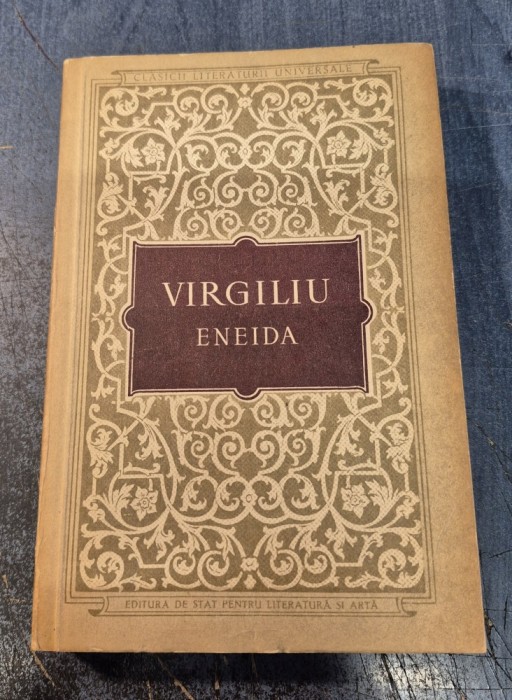 CLASICII LITERATURII UNIVERSALE
VIRGILIU
ENEIDA
EDITURA DE STAT PENTRU LITERATURĂ ȘI ARTĂ